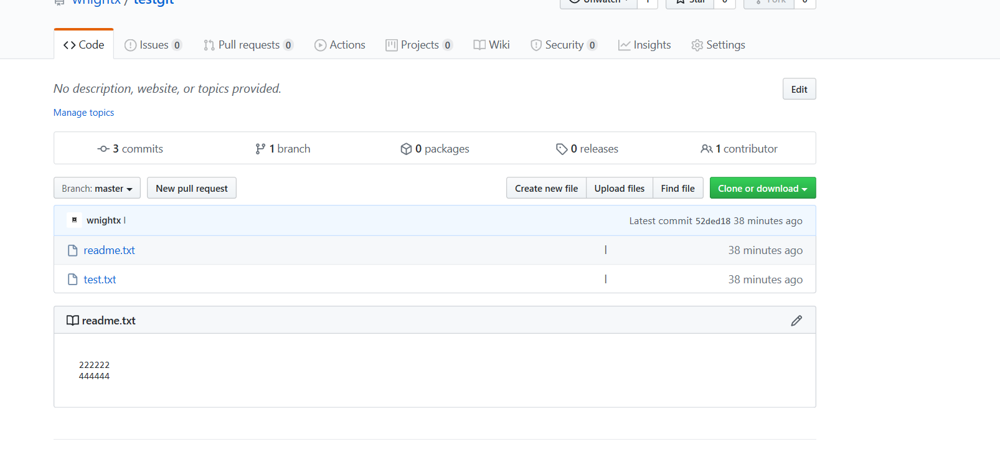 wnightx / testgit
Unwatch 1 Star 0 Fork 0
Code Issues 0 Pull requests 0 Actions Projects 0 Wiki Security 0 Insights Settings
No description, website, or topics provided.
Edit
Manage topics
3 commits 1 branch 0 packages 0 releases 1 contributor
Branch: master New pull request Create new file Upload files Find file Clone or download
wnightx l Latest commit 52ded18 38 minutes ago
readme.txt l 38 minutes ago
test.txt l 38 minutes ago
readme.txt
222222
444444